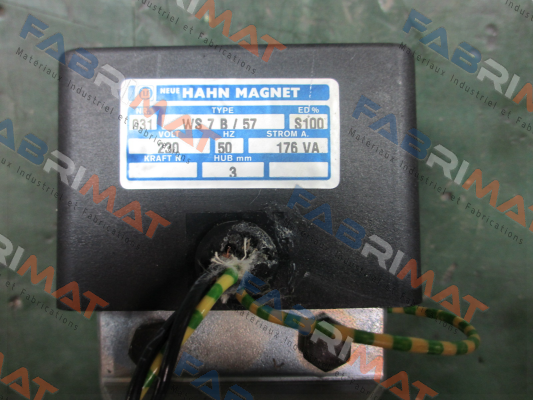 NEUE HAHN MAGNET
TYPE ED%
931 WS 7 B / 57 S100
VOLT HZ STROM A.
230 50 176 VA
KRAFT N HUB mm
3
FABRIMAT
Matériaux Industriels et Fabrications